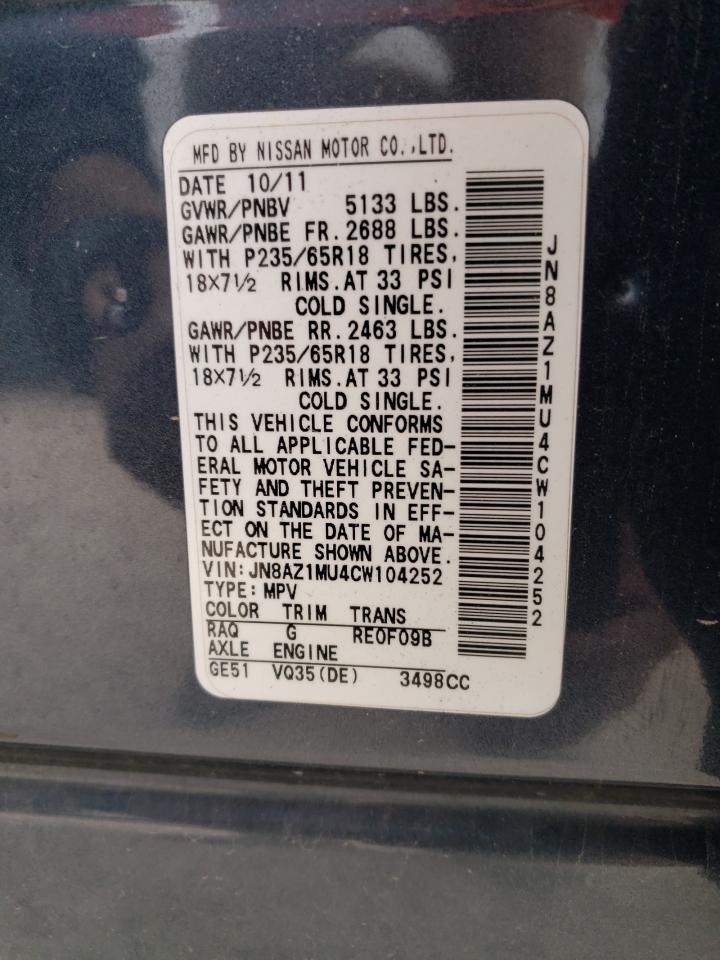 MFD BY NISSAN MOTOR CO.,LTD.
DATE 10/11
GVWR/PNBV 5133 LBS.
GAWR/PNBE FR.2688 LBS.
WITH P235/65R18 TIRES,
18×7½ RIMS.AT 33 PSI
COLD SINGLE.
GAWR/PNBE RR.2463 LBS.
WITH P235/65R18 TIRES,
18×7½ RIMS.AT 33 PSI
COLD SINGLE.
THIS VEHICLE CONFORMS
TO ALL APPLICABLE FED-
ERAL MOTOR VEHICLE SA-
FETY AND THEFT PREVEN-
TION STANDARDS IN EFF-
ECT ON THE DATE OF MA-
NUFACTURE SHOWN ABOVE.
VIN:JN8AZ1MU4CW104252
TYPE:MPV
COLOR TRIM TRANS
RAQ G RE0F09B
AXLE ENGINE
GE51 VQ35(DE) 3498CC
JN8AZ1MU4CW104252